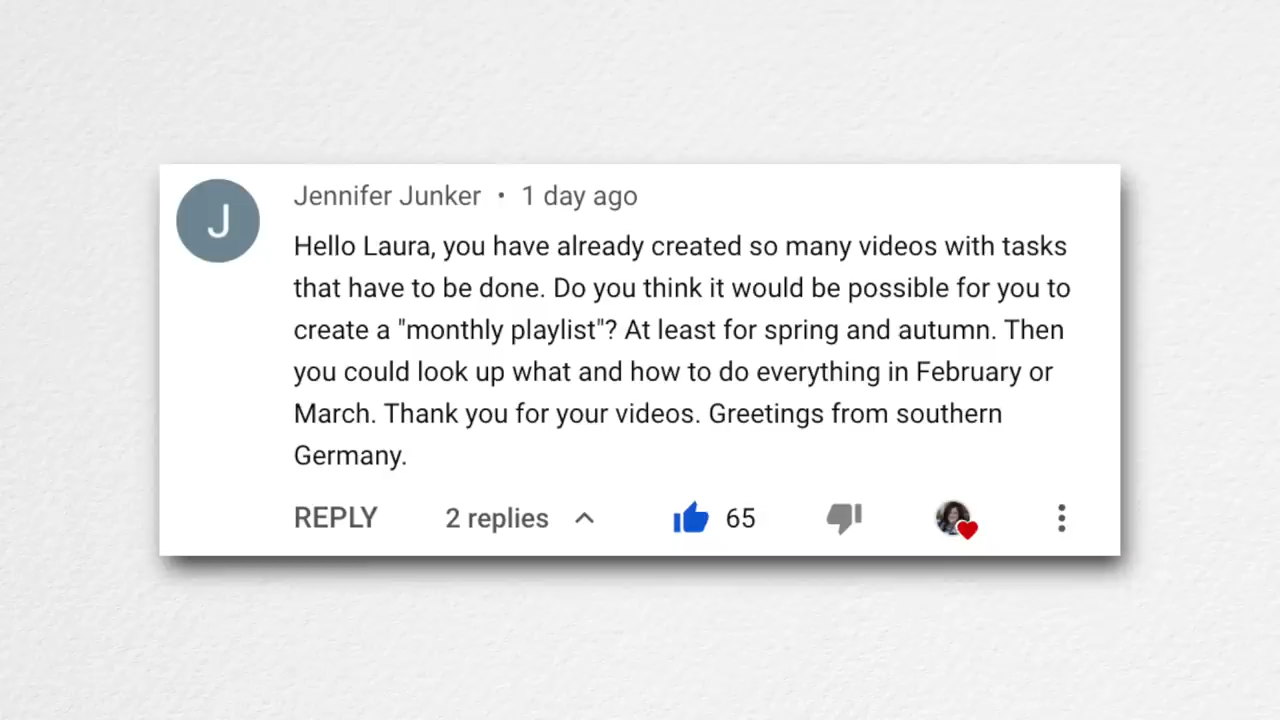 J
Jennifer Junker • 1 day ago
Hello Laura, you have already created so many videos with tasks
that have to be done. Do you think it would be possible for you to
create a "monthly playlist"? At least for spring and autumn. Then
you could look up what and how to do everything in February or
March. Thank you for your videos. Greetings from southern
Germany.
REPLY 2 replies 65